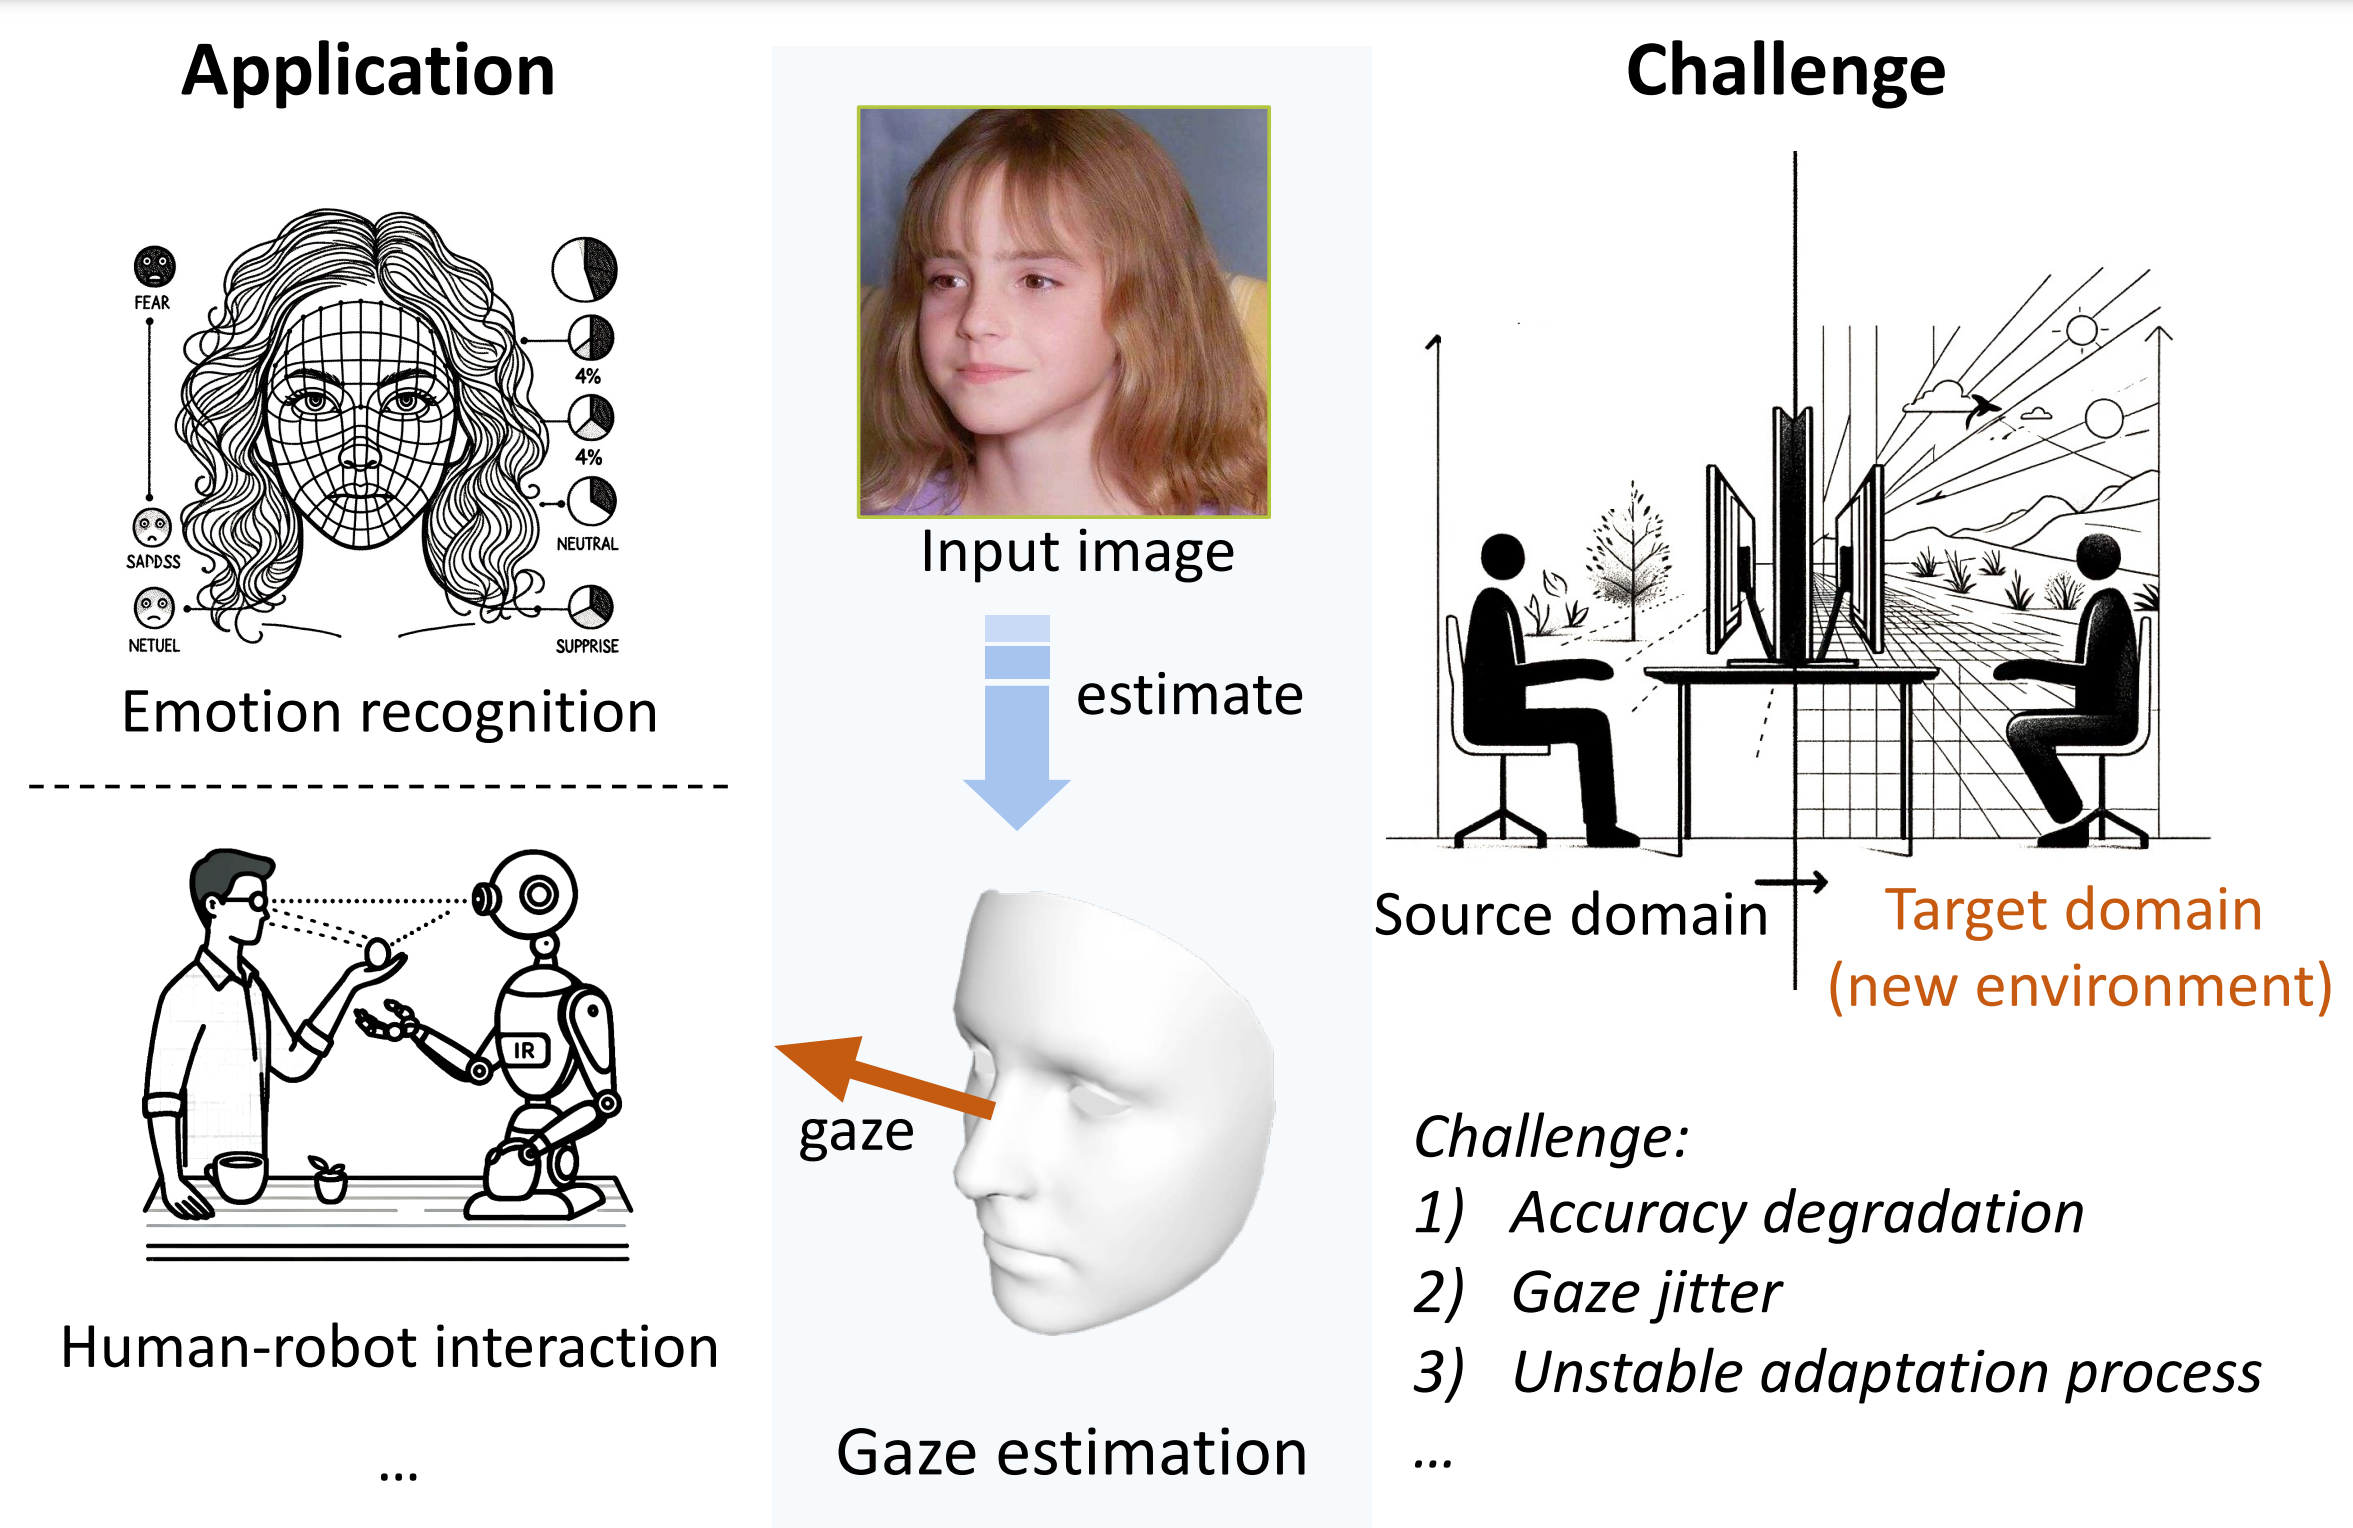 Application
FEAR
SADDSS
NETUEL
4%
4%
NEUTRAL
SUPPRISE
Emotion recognition
IR
Human-robot interaction
...
Input image
estimate
gaze
Gaze estimation
Challenge
Source domain
Target domain
(new environment)
Challenge:
1) Accuracy degradation
2) Gaze jitter
3) Unstable adaptation process
...